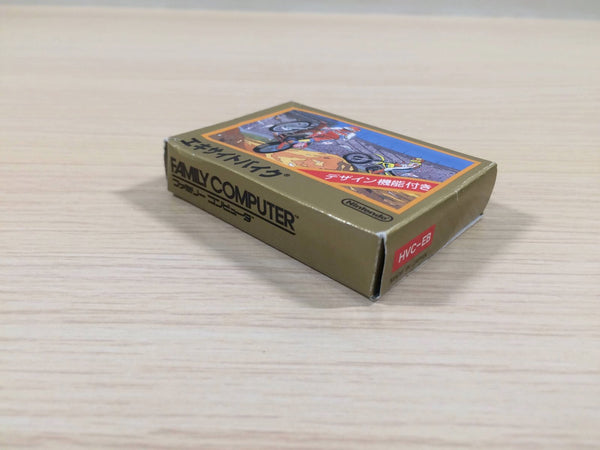 エキサイトバイク®
デザイン機能付き
Nintendo®
FAMILY COMPUTER™
ファミリー コンピュータ
HVC-EB